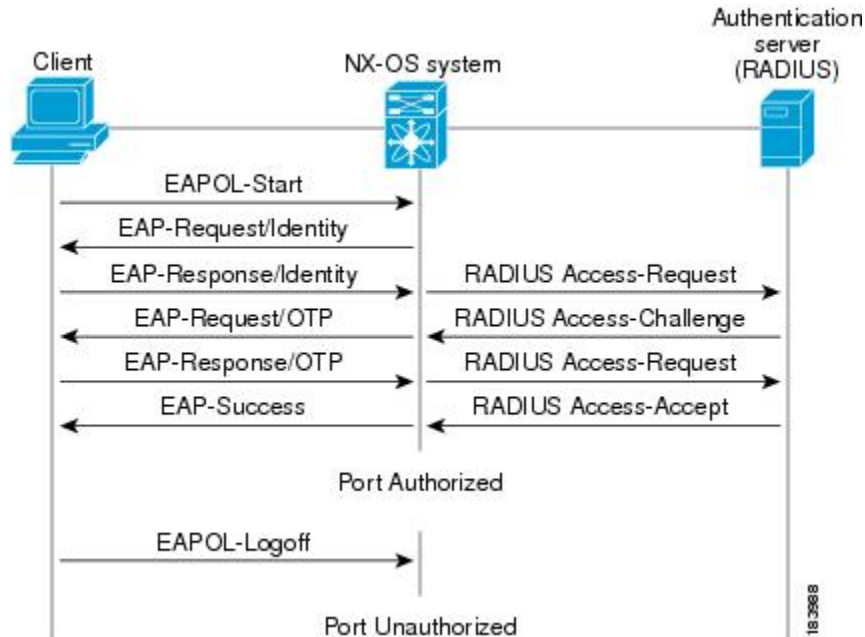 Authentication
server
(RADIUS)
Client
NX-OS system
EAPOL-Start
EAP-Request/Identity
EAP-Response/Identity
RADIUS Access-Request
EAP-Request/OTP
RADIUS Access-Challenge
EAP-Response/OTP
RADIUS Access-Request
EAP-Success
RADIUS Access-Accept
Port Authorized
EAPOL-Logoff
Port Unauthorized
183988